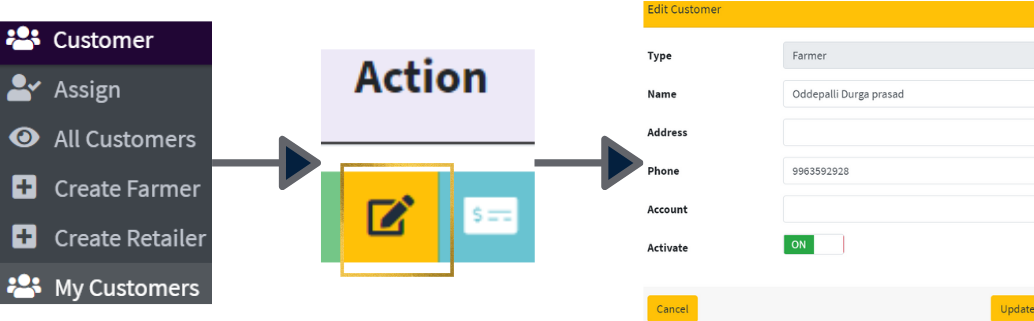 Customer
Assign
All Customers
Create Farmer
Create Retailer
My Customers
Action
$
Edit Customer
Type
Farmer
Name
Oddepalli Durga prasad
Address
Phone
9963592928
Account
Activate
ON
Cancel
Update